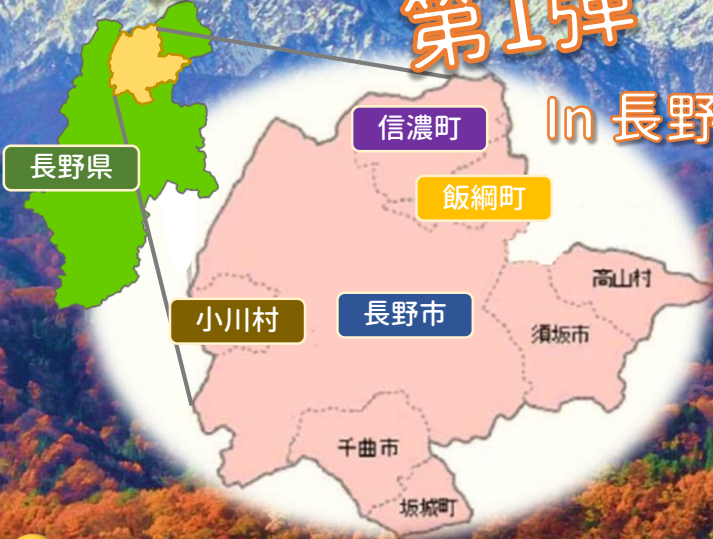 第1弾
In 長野
信濃町
長野県
飯綱町
高山村
小川村
長野市
須坂市
千曲市
坂城町